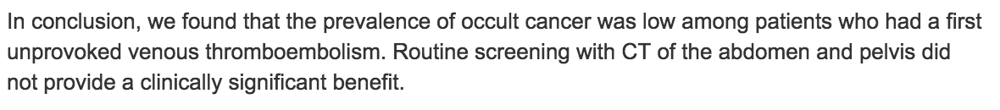 In conclusion, we found that the prevalence of occult cancer was low among patients who had a first
unprovoked venous thromboembolism. Routine screening with CT of the abdomen and pelvis did
not provide a clinically significant benefit.